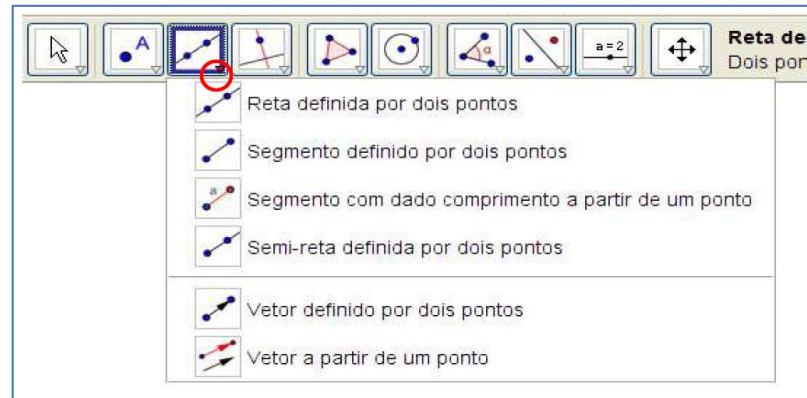 A
α
a=2
Reta de
Dois pon
Reta definida por dois pontos
Segmento definido por dois pontos
a
Segmento com dado comprimento a partir de um ponto
Semi-reta definida por dois pontos
Vetor definido por dois pontos
Vetor a partir de um ponto